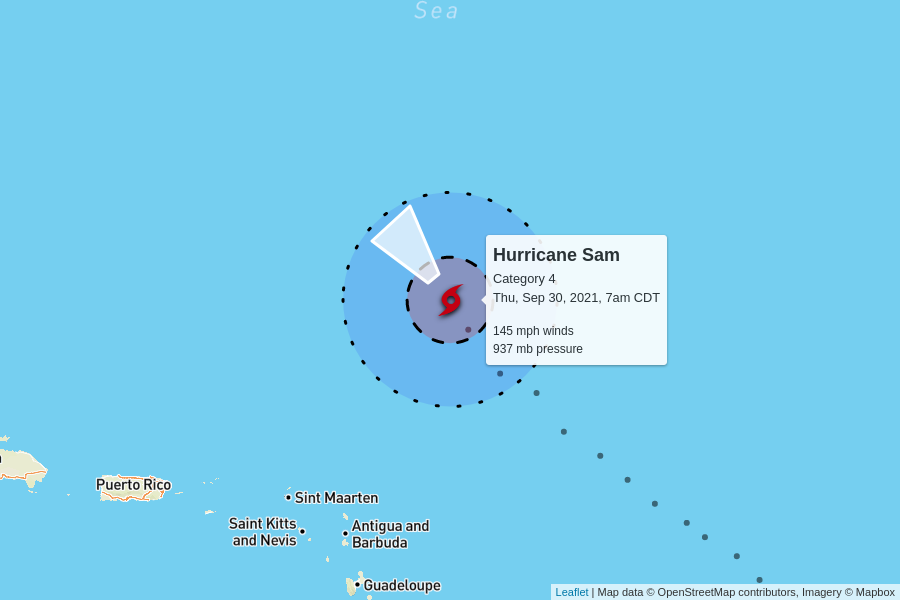 Sea
Hurricane Sam
Category 4
Thu, Sep 30, 2021, 7am CDT
145 mph winds
937 mb pressure
Puerto Rico
Sint Maarten
Saint Kitts
and Nevis
Antigua and
Barbuda
Guadeloupe
Leaflet | Map data © OpenStreetMap contributors, Imagery © Mapbox